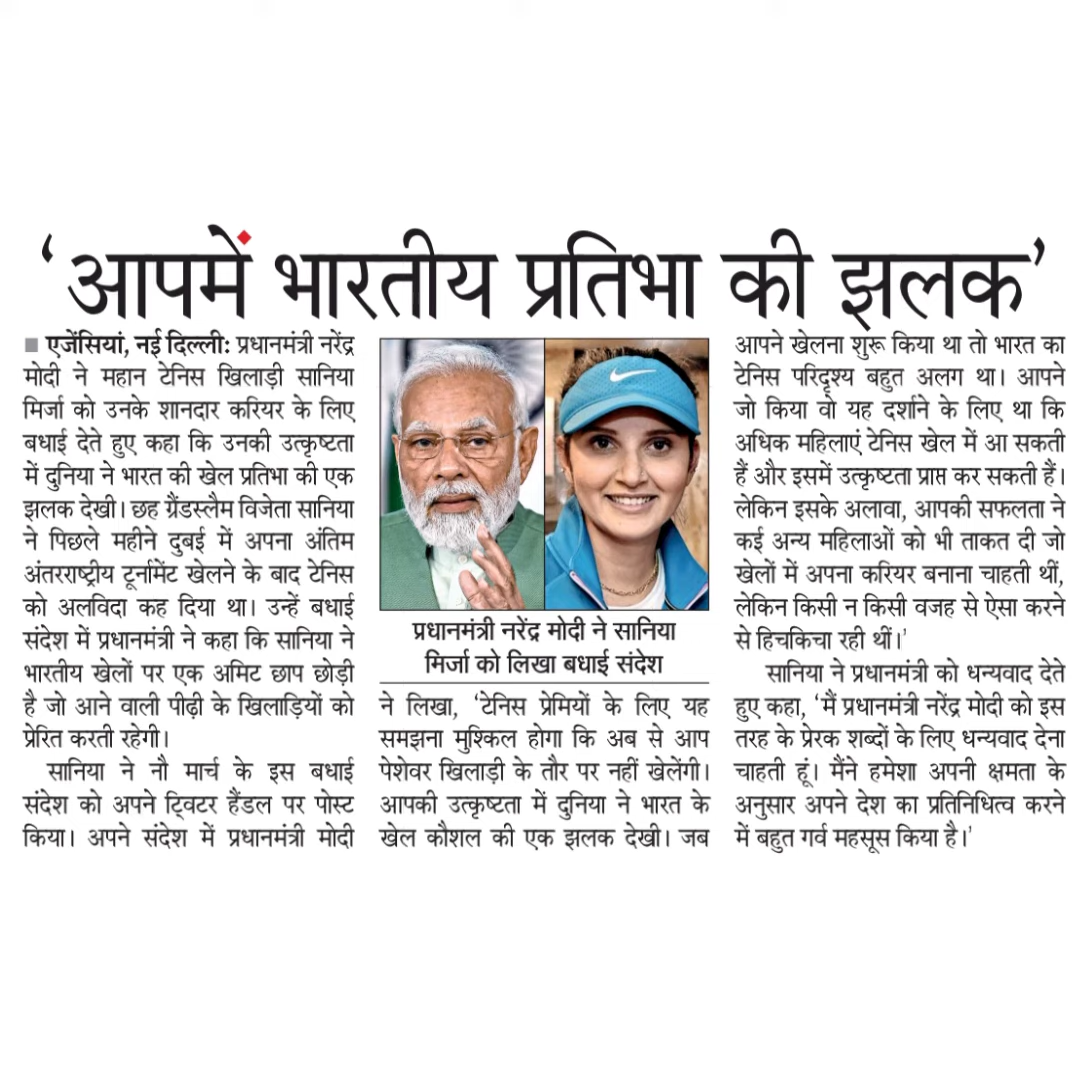 ‘आपमें भारतीय प्रतिभा की झलक’
■ एजेंसियां, नई दिल्ली: प्रधानमंत्री नरेंद्र
मोदी ने महान टेनिस खिलाड़ी सानिया
मिर्जा को उनके शानदार करियर के लिए
बधाई देते हुए कहा कि उनकी उत्कृष्टता
में दुनिया ने भारत की खेल प्रतिभा की एक
झलक देखी। छह ग्रैंडस्लैम विजेता सानिया
ने पिछले महीने दुबई में अपना अंतिम
अंतरराष्ट्रीय टूर्नामेंट खेलने के बाद टेनिस
को अलविदा कह दिया था। उन्हें बधाई
संदेश में प्रधानमंत्री ने कहा कि सानिया ने
भारतीय खेलों पर एक अमिट छाप छोड़ी
है जो आने वाली पीढ़ी के खिलाड़ियों को
प्रेरित करती रहेगी।
सानिया ने नौ मार्च के इस बधाई
संदेश को अपने ट्विटर हैंडल पर पोस्ट
किया। अपने संदेश में प्रधानमंत्री मोदी
प्रधानमंत्री नरेंद्र मोदी ने सानिया
मिर्जा को लिखा बधाई संदेश
ने लिखा, ‘टेनिस प्रेमियों के लिए यह
समझना मुश्किल होगा कि अब से आप
पेशेवर खिलाड़ी के तौर पर नहीं खेलेंगी।
आपकी उत्कृष्टता में दुनिया ने भारत के
खेल कौशल की एक झलक देखी। जब
आपने खेलना शुरू किया था तो भारत का
टेनिस परिदृश्य बहुत अलग था। आपने
जो किया वो यह दर्शाने के लिए था कि
अधिक महिलाएं टेनिस खेल में आ सकती
हैं और इसमें उत्कृष्टता प्राप्त कर सकती हैं।
लेकिन इसके अलावा, आपकी सफलता ने
कई अन्य महिलाओं को भी ताकत दी जो
खेलों में अपना करियर बनाना चाहती थीं,
लेकिन किसी न किसी वजह से ऐसा करने
से हिचकिचा रही थीं।’
सानिया ने प्रधानमंत्री को धन्यवाद देते
हुए कहा, ‘मैं प्रधानमंत्री नरेंद्र मोदी को इस
तरह के प्रेरक शब्दों के लिए धन्यवाद देना
चाहती हूं। मैंने हमेशा अपनी क्षमता के
अनुसार अपने देश का प्रतिनिधित्व करने
में बहुत गर्व महसूस किया है।’